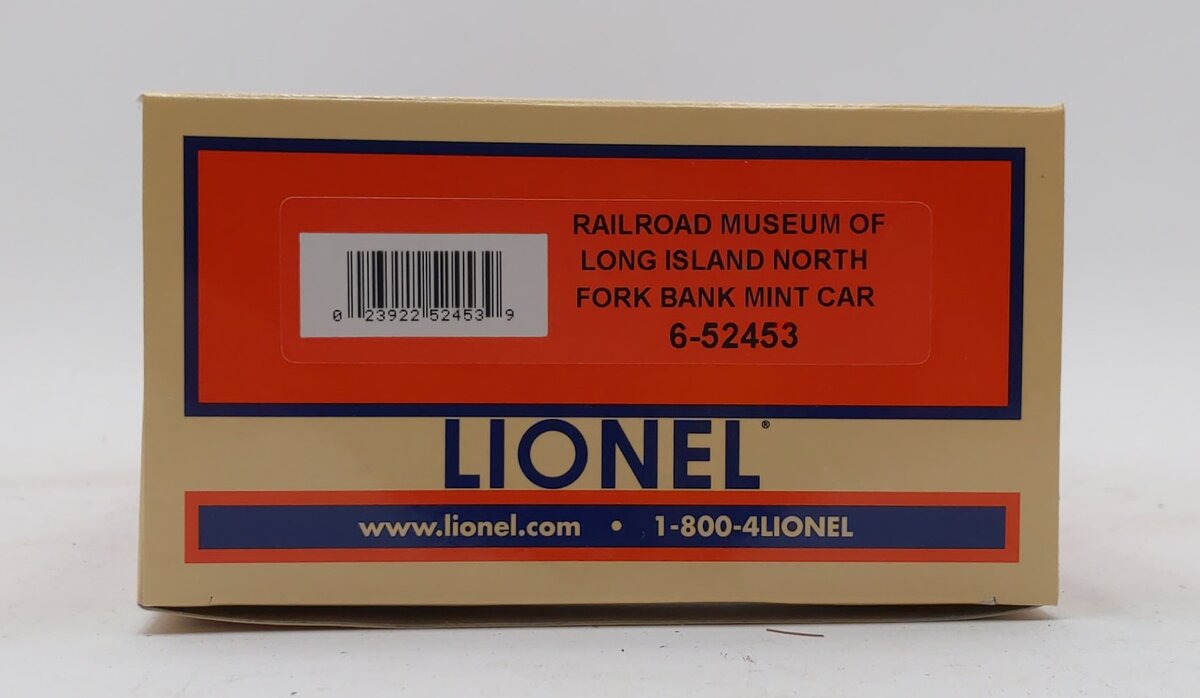 RAILROAD MUSEUM OF
LONG ISLAND NORTH
FORK BANK MINT CAR
6-52453
0 23922 52453 9
LIONEL®
www.lionel.com • 1-800-4LIONEL